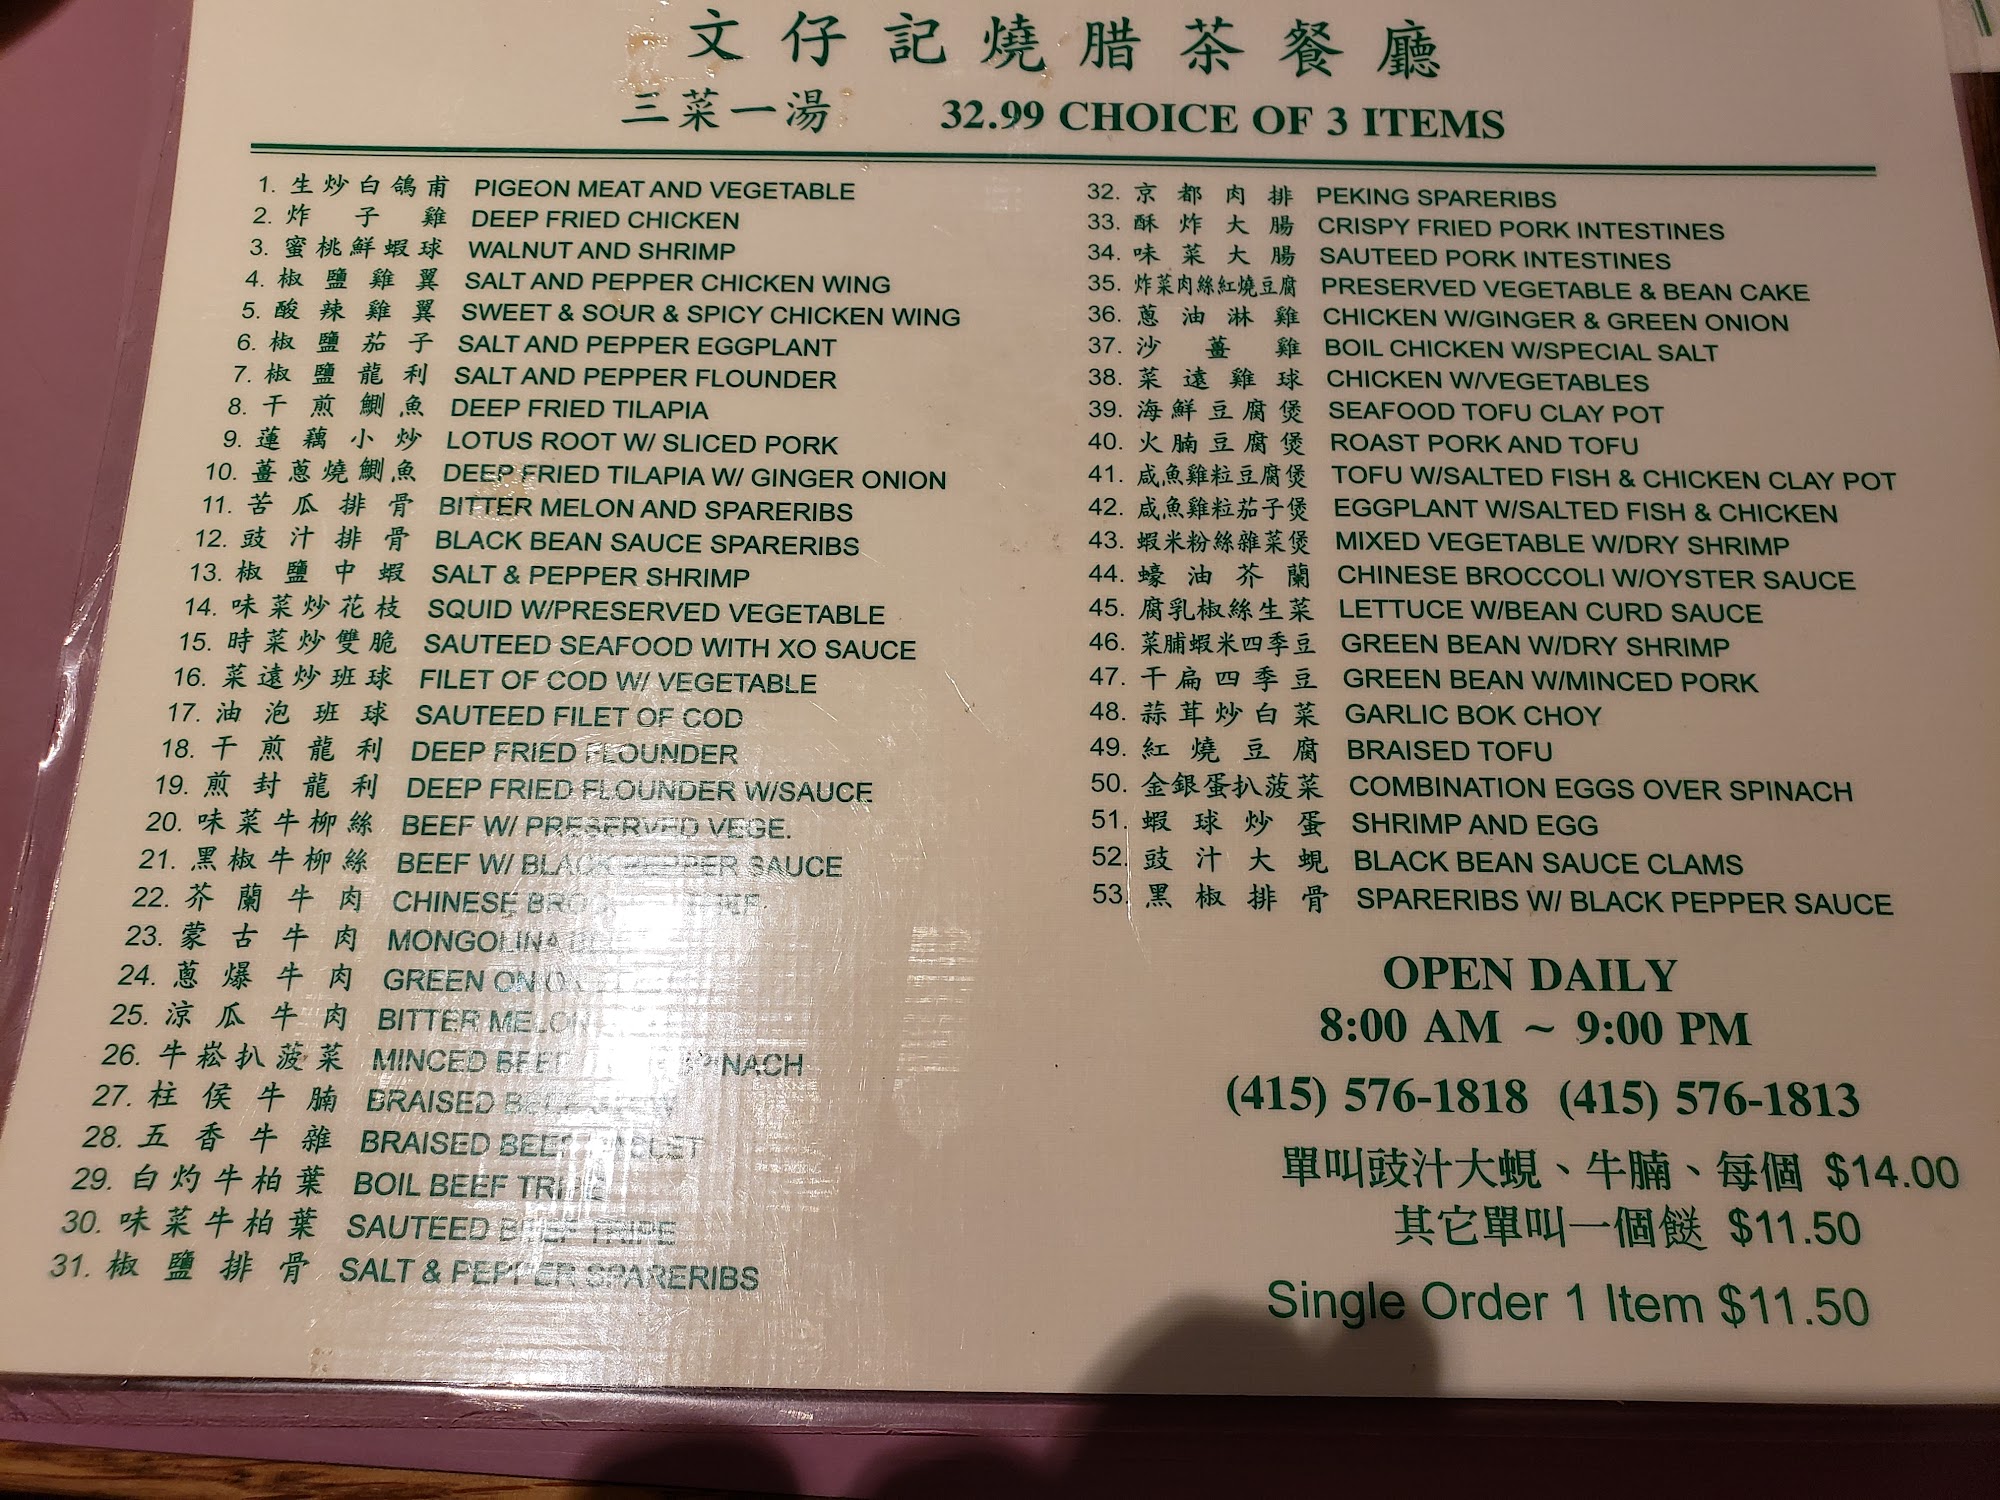 文仔記燒腊茶餐廳
三菜一湯 32.99 CHOICE OF 3 ITEMS
1. 生炒白鴿甫 PIGEON MEAT AND VEGETABLE
2. 炸子雞 DEEP FRIED CHICKEN
3. 蜜桃鮮蝦球 WALNUT AND SHRIMP
4. 椒鹽雞翼 SALT AND PEPPER CHICKEN WING
5. 酸辣雞翼 SWEET & SOUR & SPICY CHICKEN WING
6. 椒鹽茄子 SALT AND PEPPER EGGPLANT
7. 椒鹽龍利 SALT AND PEPPER FLOUNDER
8. 干煎鰂魚 DEEP FRIED TILAPIA
9. 蓮藕小炒 LOTUS ROOT W/ SLICED PORK
10. 薑蔥燒鰂魚 DEEP FRIED TILAPIA W/ GINGER ONION
11. 苦瓜排骨 BITTER MELON AND SPARERIBS
12. 豉汁排骨 BLACK BEAN SAUCE SPARERIBS
13. 椒鹽中蝦 SALT & PEPPER SHRIMP
14. 味菜炒花枝 SQUID W/PRESERVED VEGETABLE
15. 時菜炒雙脆 SAUTEED SEAFOOD WITH XO SAUCE
16. 菜遠炒班球 FILET OF COD W/ VEGETABLE
17. 油泡班球 SAUTEED FILET OF COD
18. 干煎龍利 DEEP FRIED FLOUNDER
19. 煎封龍利 DEEP FRIED FLOUNDER W/SAUCE
20. 味菜牛柳絲 BEEF W/ PRESERVED VEGE.
21. 黑椒牛柳絲 BEEF W/ BLACK PEPPER SAUCE
22. 芥蘭牛肉 CHINESE
23. 蒙古牛肉 MONGOLINA
24. 蔥爆牛肉 GREEN ONION
25. 涼瓜牛肉 BITTER MELON
26. 牛崧扒菠菜 MINCED BEEF SPINACH
27. 柱侯牛腩 BRAISED
28. 五香牛雜 BRAISED BEEF
29. 白灼牛柏葉 BOIL BEEF TRIPE
30. 味菜牛柏葉 SAUTEED BEEF TRIPE
31. 椒鹽排骨 SALT & PEPPER SPARERIBS
32. 京都肉排 PEKING SPARERIBS
33. 酥炸大腸 CRISPY FRIED PORK INTESTINES
34. 味菜大腸 SAUTEED PORK INTESTINES
35. 炸菜肉絲紅燒豆腐 PRESERVED VEGETABLE & BEAN CAKE
36. 蔥油淋雞 CHICKEN W/GINGER & GREEN ONION
37. 沙薑雞 BOIL CHICKEN W/SPECIAL SALT
38. 菜遠雞球 CHICKEN W/VEGETABLES
39. 海鮮豆腐煲 SEAFOOD TOFU CLAY POT
40. 火腩豆腐煲 ROAST PORK AND TOFU
41. 咸魚雞粒豆腐煲 TOFU W/SALTED FISH & CHICKEN CLAY POT
42. 咸魚雞粒茄子煲 EGGPLANT W/SALTED FISH & CHICKEN
43. 蝦米粉絲雜菜煲 MIXED VEGETABLE W/DRY SHRIMP
44. 蠔油芥蘭 CHINESE BROCCOLI W/OYSTER SAUCE
45. 腐乳椒絲生菜 LETTUCE W/BEAN CURD SAUCE
46. 菜脯蝦米四季豆 GREEN BEAN W/DRY SHRIMP
47. 干扁四季豆 GREEN BEAN W/MINCED PORK
48. 蒜茸炒白菜 GARLIC BOK CHOY
49. 紅燒豆腐 BRAISED TOFU
50. 金銀蛋扒菠菜 COMBINATION EGGS OVER SPINACH
51. 蝦球炒蛋 SHRIMP AND EGG
52. 豉汁大蜆 BLACK BEAN SAUCE CLAMS
53. 黑椒排骨 SPARERIBS W/ BLACK PEPPER SAUCE
OPEN DAILY
8:00 AM ~ 9:00 PM
(415) 576-1818 (415) 576-1813
單叫豉汁大蜆、牛腩、每個 $14.00
其它單叫一個餸 $11.50
Single Order 1 Item $11.50